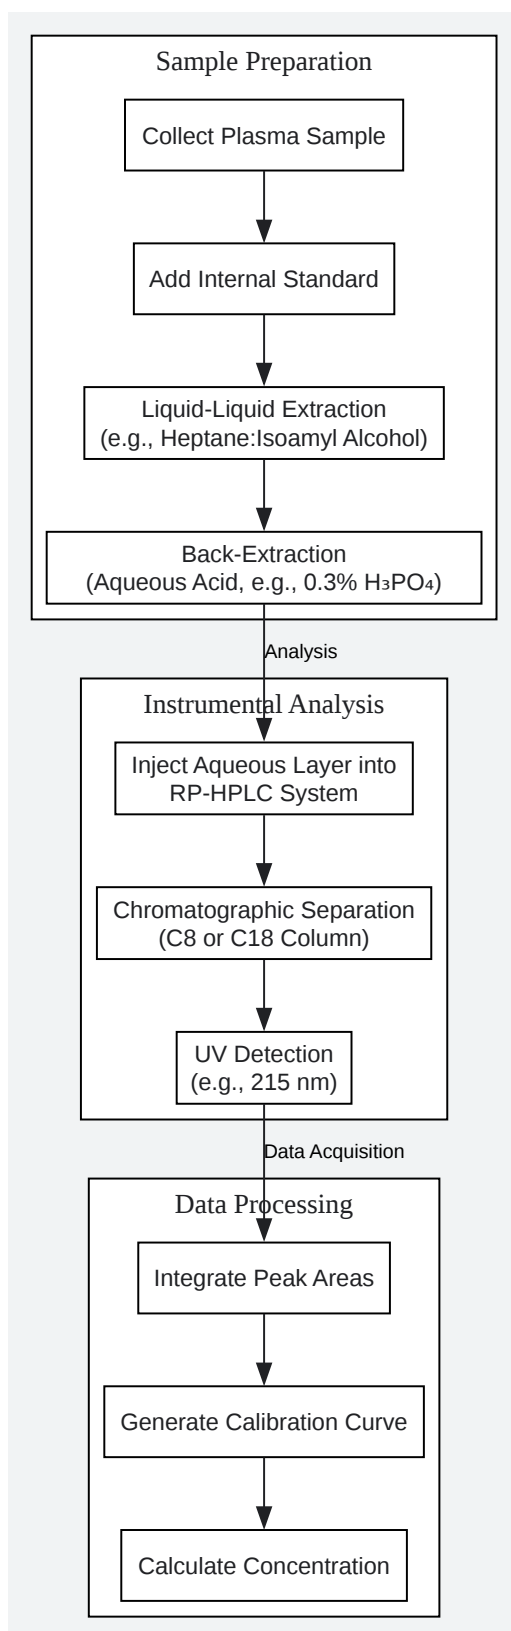 Sample Preparation
Collect Plasma Sample
Add Internal Standard
Liquid-Liquid Extraction
(e.g., Heptane:Isoamyl Alcohol)
Back-Extraction
(Aqueous Acid, e.g., 0.3% H₃PO₄)
Analysis
Instrumental Analysis
Inject Aqueous Layer into
RP-HPLC System
Chromatographic Separation
(C8 or C18 Column)
UV Detection
(e.g., 215 nm)
Data Acquisition
Data Processing
Integrate Peak Areas
Generate Calibration Curve
Calculate Concentration